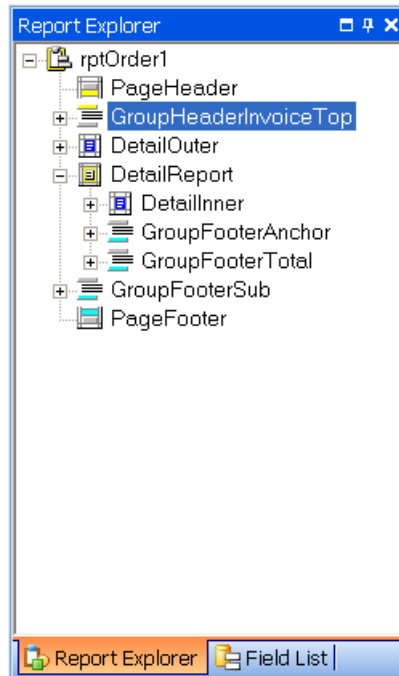 Report Explorer
rptOrder1
PageHeader
GroupHeaderInvoiceTop
DetailOuter
DetailReport
DetailInner
GroupFooterAnchor
GroupFooterTotal
GroupFooterSub
PageFooter
Report Explorer Field List